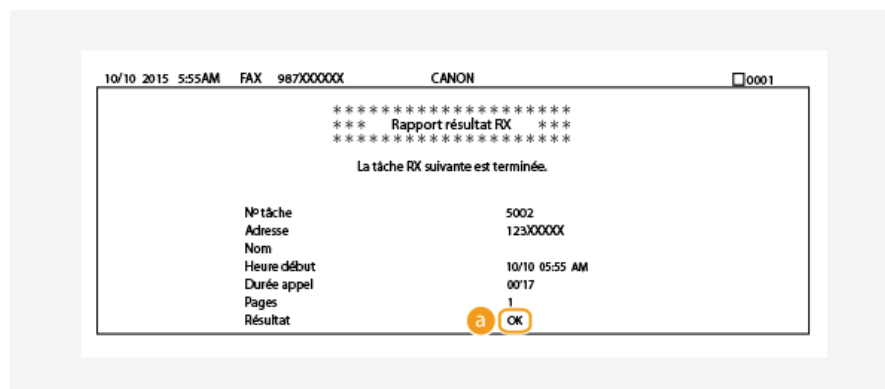 10/10 2015 5:55AM FAX 987XXXXXX CANON ☐0001
********************
*** Rapport résultat RX ***
********************
La tâche RX suivante est terminée.
Nº tâche 5002
Adresse 123XXXXX
Nom
Heure début 10/10 05:55 AM
Durée appel 00'17
Pages 1
Résultat a OK